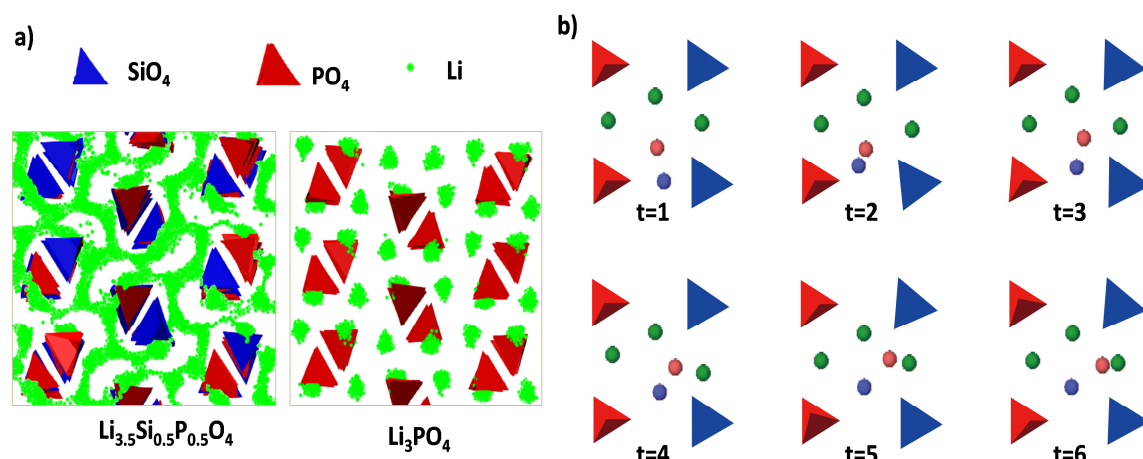 a)
SiO₄
PO₄
Li
Li₃.₅Si₀.₅P₀.₅O₄
Li₃PO₄
b)
t=1
t=2
t=3
t=4
t=5
t=6